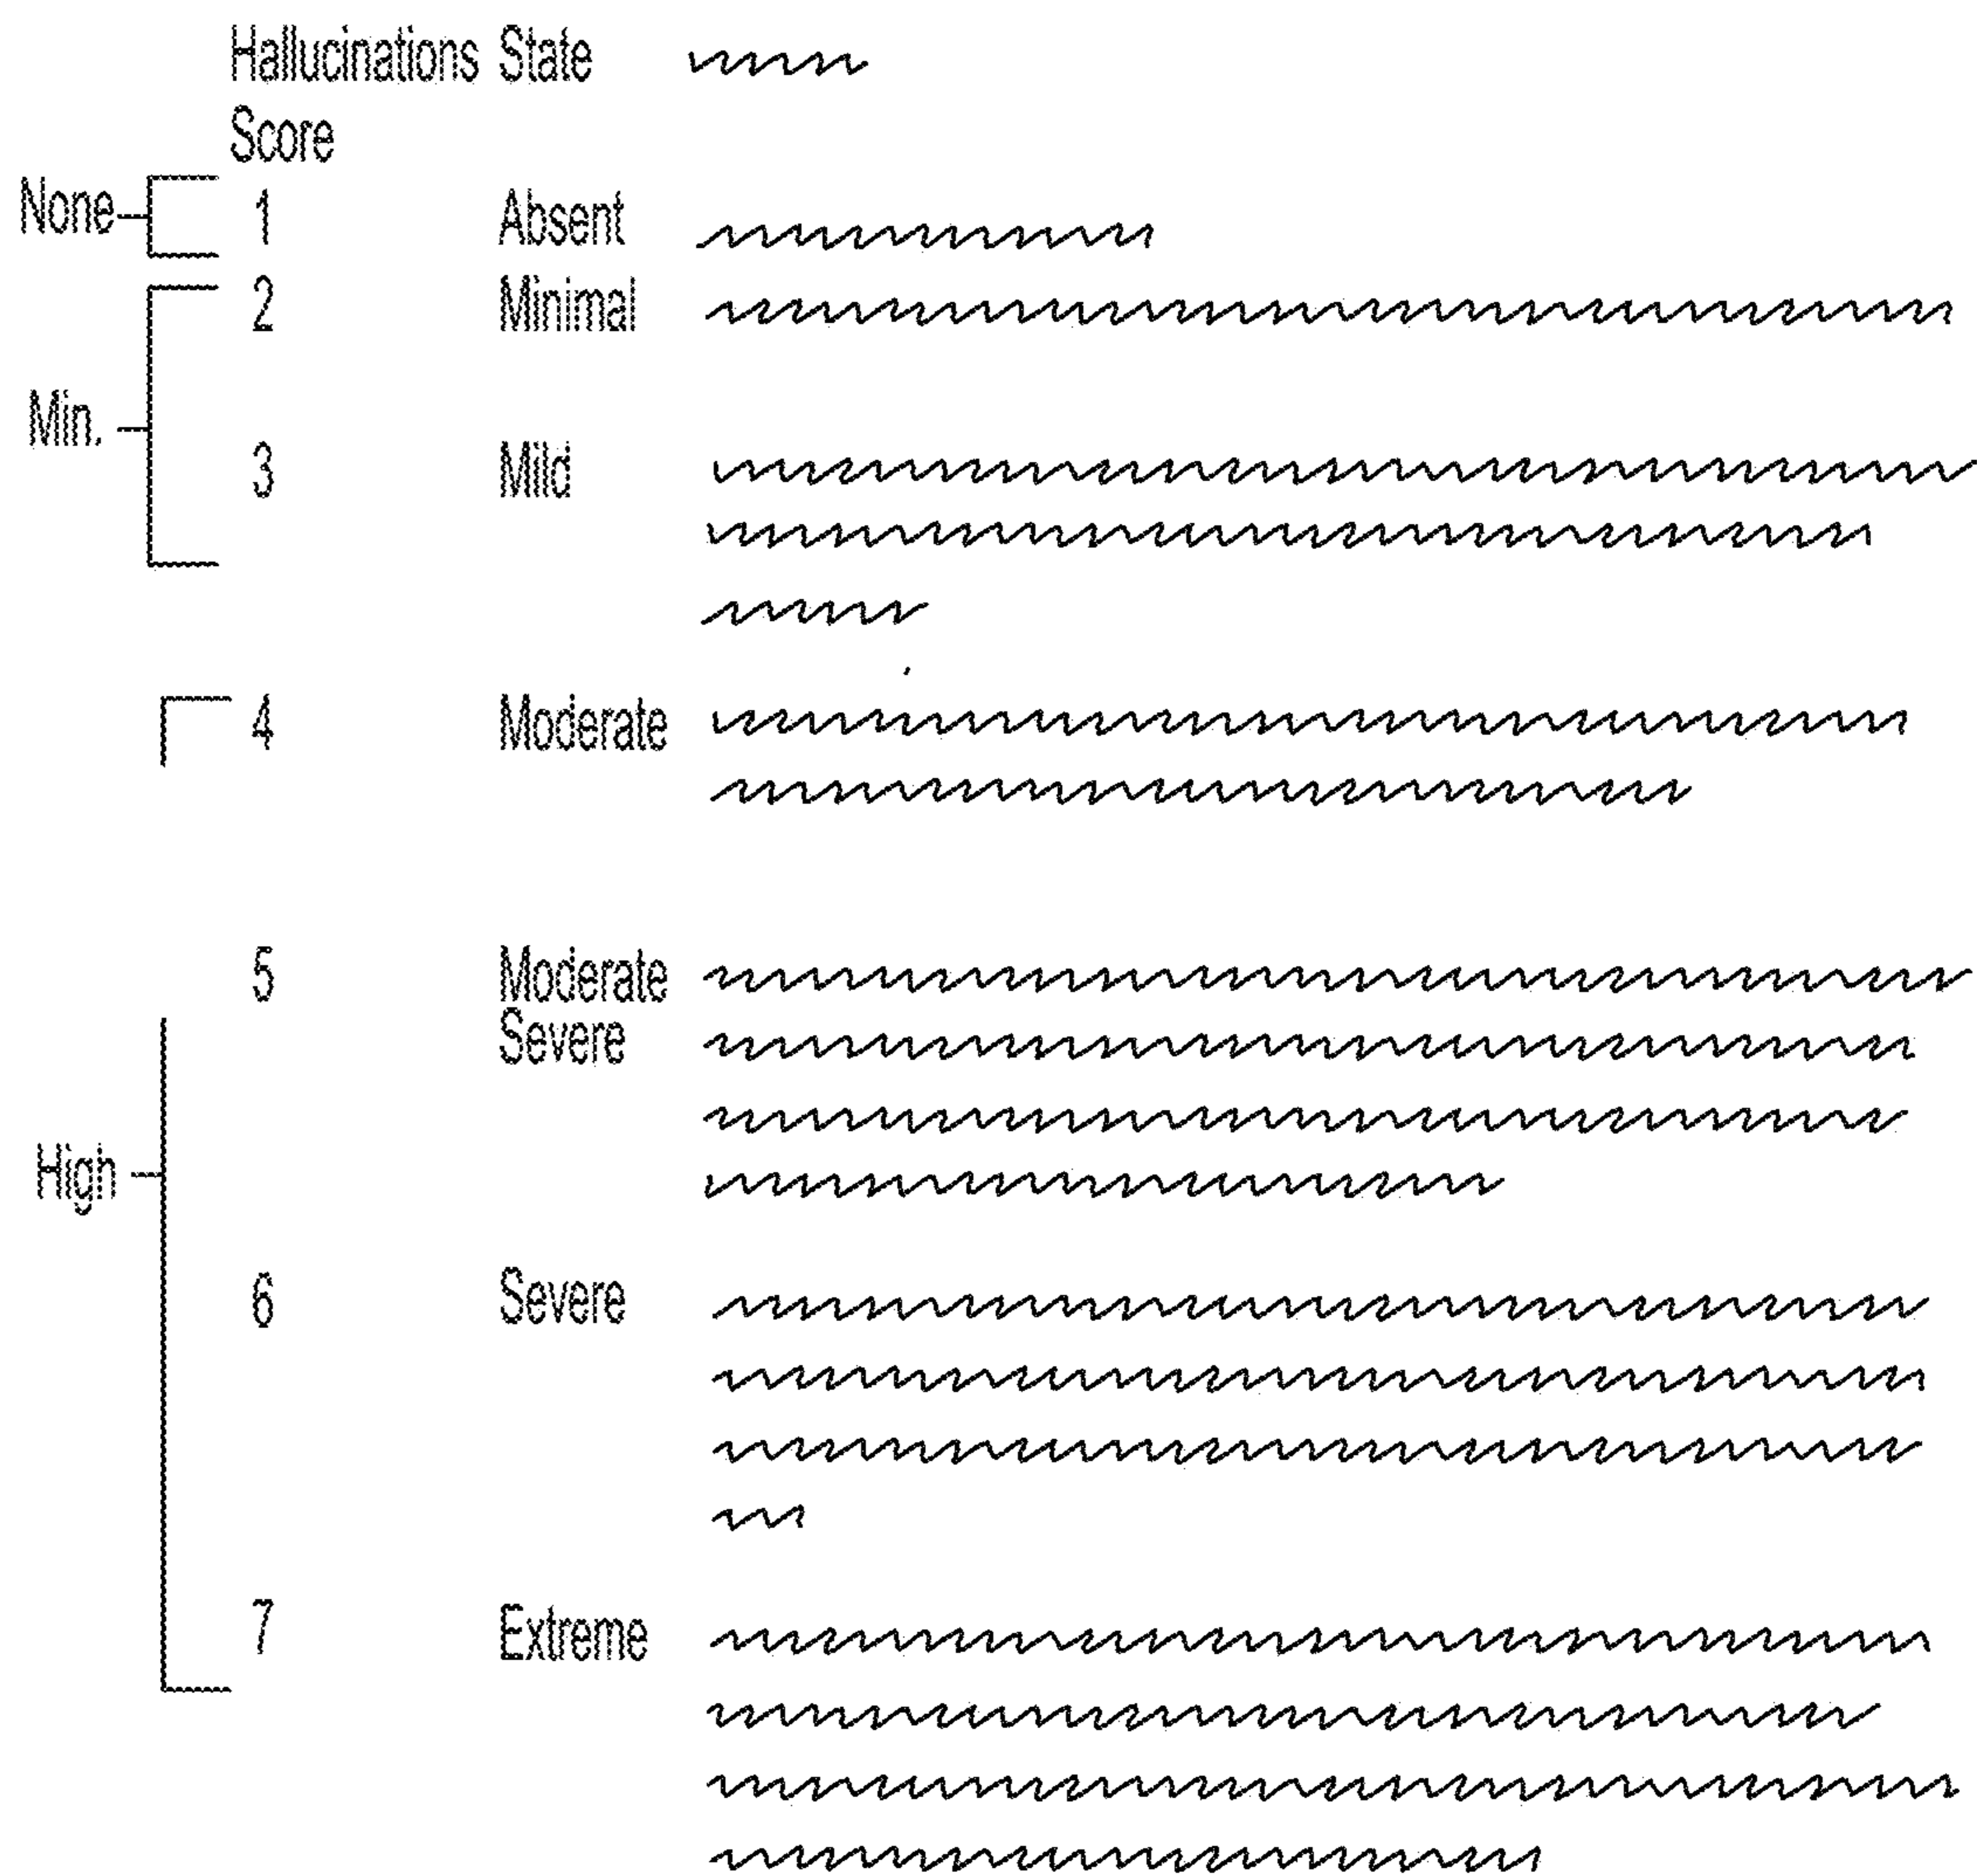 Hallucinations State
Score
None 1 Absent
2 Minimal
Min.
3 Mild
4 Moderate
5 Moderate
Severe
High
6 Severe
7 Extreme